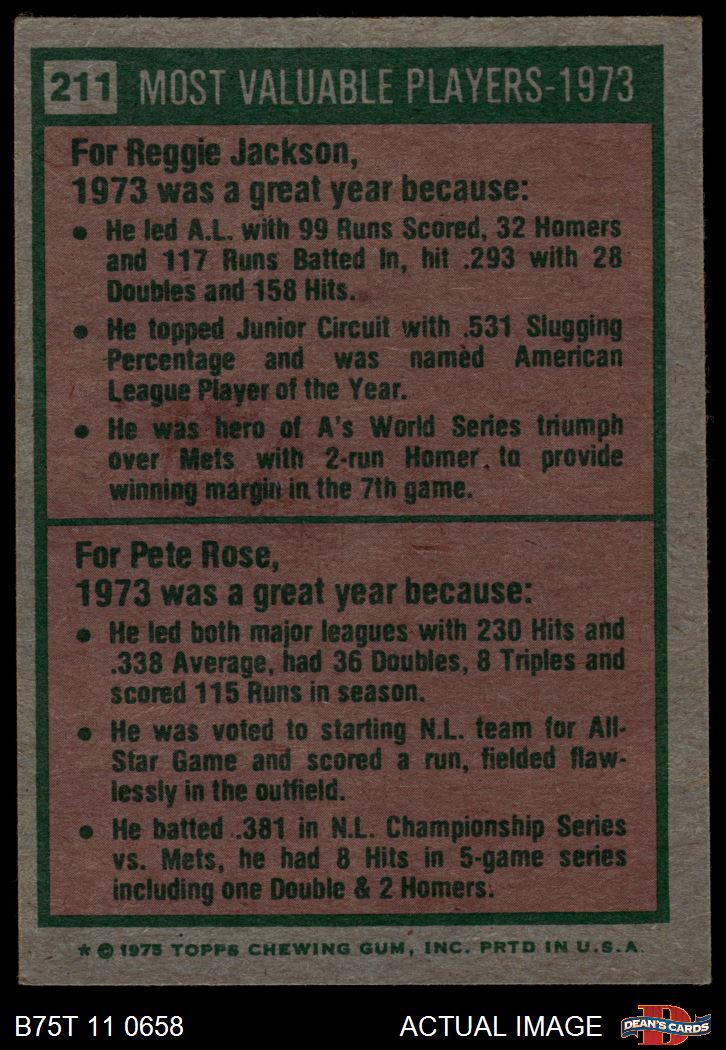 211 MOST VALUABLE PLAYERS-1973
For Reggie Jackson,
1973 was a great year because:
• He led A.L. with 99 Runs Scored, 32 Homers
and 117 Runs Batted In, hit .293 with 28
Doubles and 158 Hits.
• He topped Junior Circuit with .531 Slugging
Percentage and was named American
League Player of the Year.
• He was hero of A's World Series triumph
over Mets with 2-run Homer to provide
winning margin in the 7th game.
For Pete Rose,
1973 was a great year because:
• He led both major leagues with 230 Hits and
.338 Average, had 36 Doubles, 8 Triples and
scored 115 Runs in season.
• He was voted to starting N.L. team for All-
Star Game and scored a run, fielded flaw-
lessly in the outfield.
• He batted .381 in N.L. Championship Series
vs. Mets, he had 8 Hits in 5-game series
including one Double & 2 Homers.
* © 1975 TOPPS CHEWING GUM, INC. PRTD IN U.S.A.
B75T 11 0658 ACTUAL IMAGE D DEAN'S CARDS